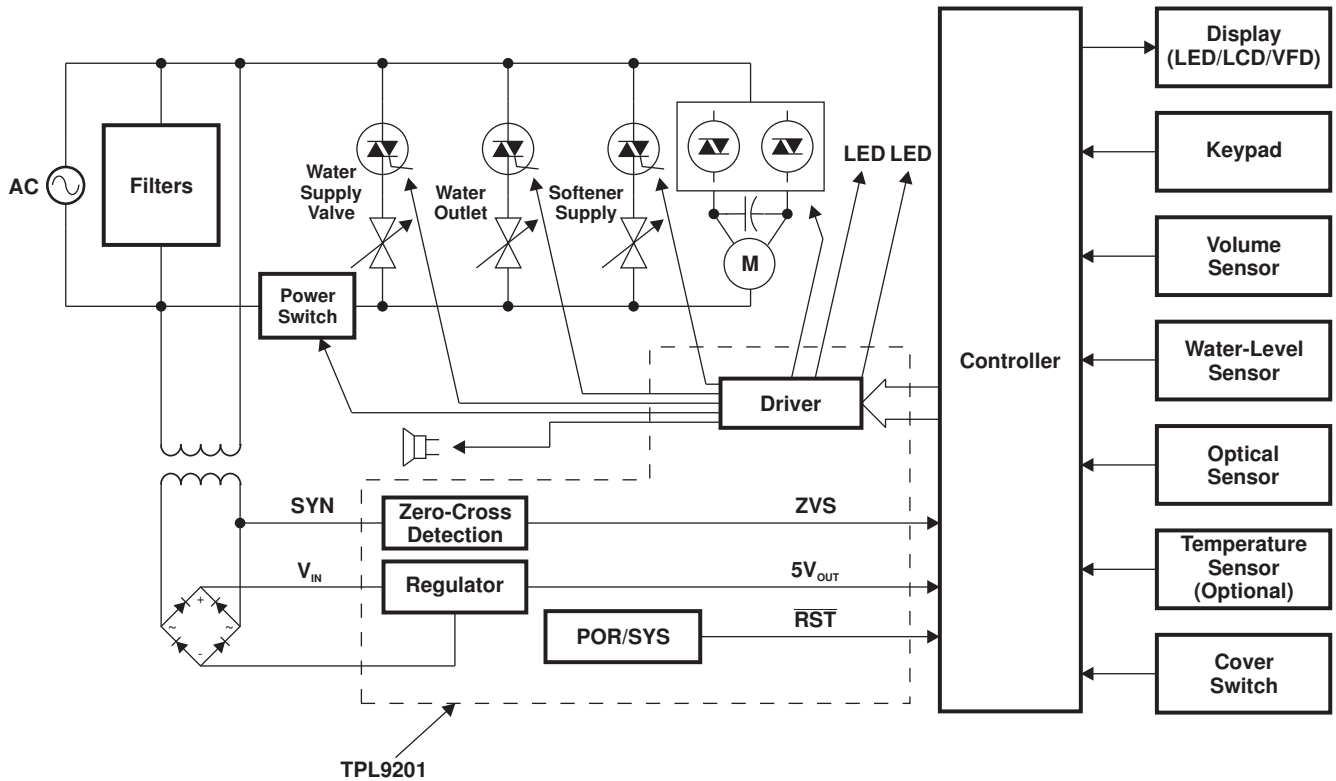 Display
(LED/LCD/VFD)
Keypad
Volume
Sensor
Water-Level
Sensor
Optical
Sensor
Temperature
Sensor
(Optional)
Cover
Switch
Controller
AC
Filters
Water
Supply
Valve
Water
Outlet
Softener
Supply
M
LED LED
Power
Switch
Driver
SYN
Zero-Cross
Detection
ZVS
V_IN
Regulator
5V_OUT
POR/SYS
RST
+
~ ~
-
TPL9201